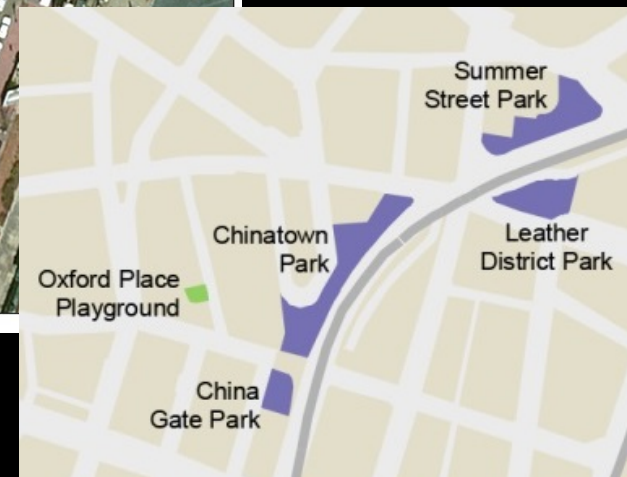 Summer
Street Park
Chinatown
Park
Leather
District Park
Oxford Place
Playground
China
Gate Park